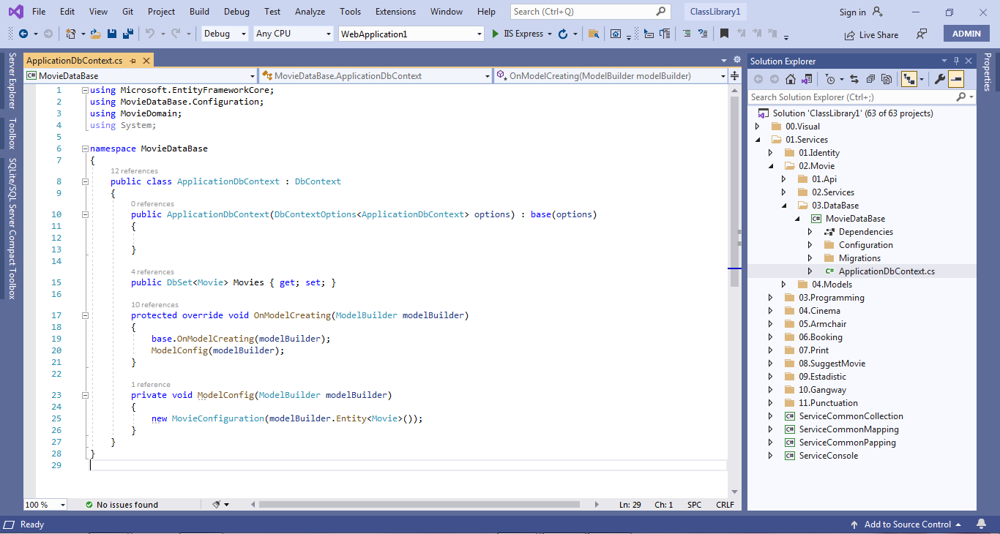 File Edit View Git Project Build Debug Test Analyze Tools Extensions Window Help Search (Ctrl+Q) ClassLibrary1 Sign in
Debug Any CPU WebApplication1 IIS Express Live Share ADMIN
Server Explorer
Toolbox
SQLite/SQL Server Compact Toolbox
ApplicationDbContext.cs
MovieDataBase MovieDataBase.ApplicationDbContext OnModelCreating(ModelBuilder modelBuilder)
1 using Microsoft.EntityFrameworkCore;
2 using MovieDataBase.Configuration;
3 using MovieDomain;
4 using System;
5
6 namespace MovieDataBase
7 {
12 references
8 public class ApplicationDbContext : DbContext
9 {
0 references
10 public ApplicationDbContext(DbContextOptions<ApplicationDbContext> options) : base(options)
11 {
12
13 }
14
4 references
15 public DbSet<Movie> Movies { get; set; }
16
10 references
17 protected override void OnModelCreating(ModelBuilder modelBuilder)
18 {
19 base.OnModelCreating(modelBuilder);
20 ModelConfig(modelBuilder);
21 }
22
1 reference
23 private void ModelConfig(ModelBuilder modelBuilder)
24 {
25 new MovieConfiguration(modelBuilder.Entity<Movie>());
26 }
27 }
28 }
29
100 % No issues found Ln: 29 Ch: 1 SPC CRLF
Solution Explorer
Search Solution Explorer (Ctrl+;)
Solution 'ClassLibrary1' (63 of 63 projects)
00.Visual
01.Services
01.Identity
02.Movie
01.Api
02.Services
03.DataBase
C# MovieDataBase
Dependencies
Configuration
Migrations
C# ApplicationDbContext.cs
04.Models
03.Programming
04.Cinema
05.Armchair
06.Booking
07.Print
08.SuggestMovie
09.Estadistic
10.Gangway
11.Punctuation
C# ServiceCommonCollection
C# ServiceCommonMapping
C# ServiceCommonPapping
C# ServiceConsole
Properties
Ready Add to Source Control